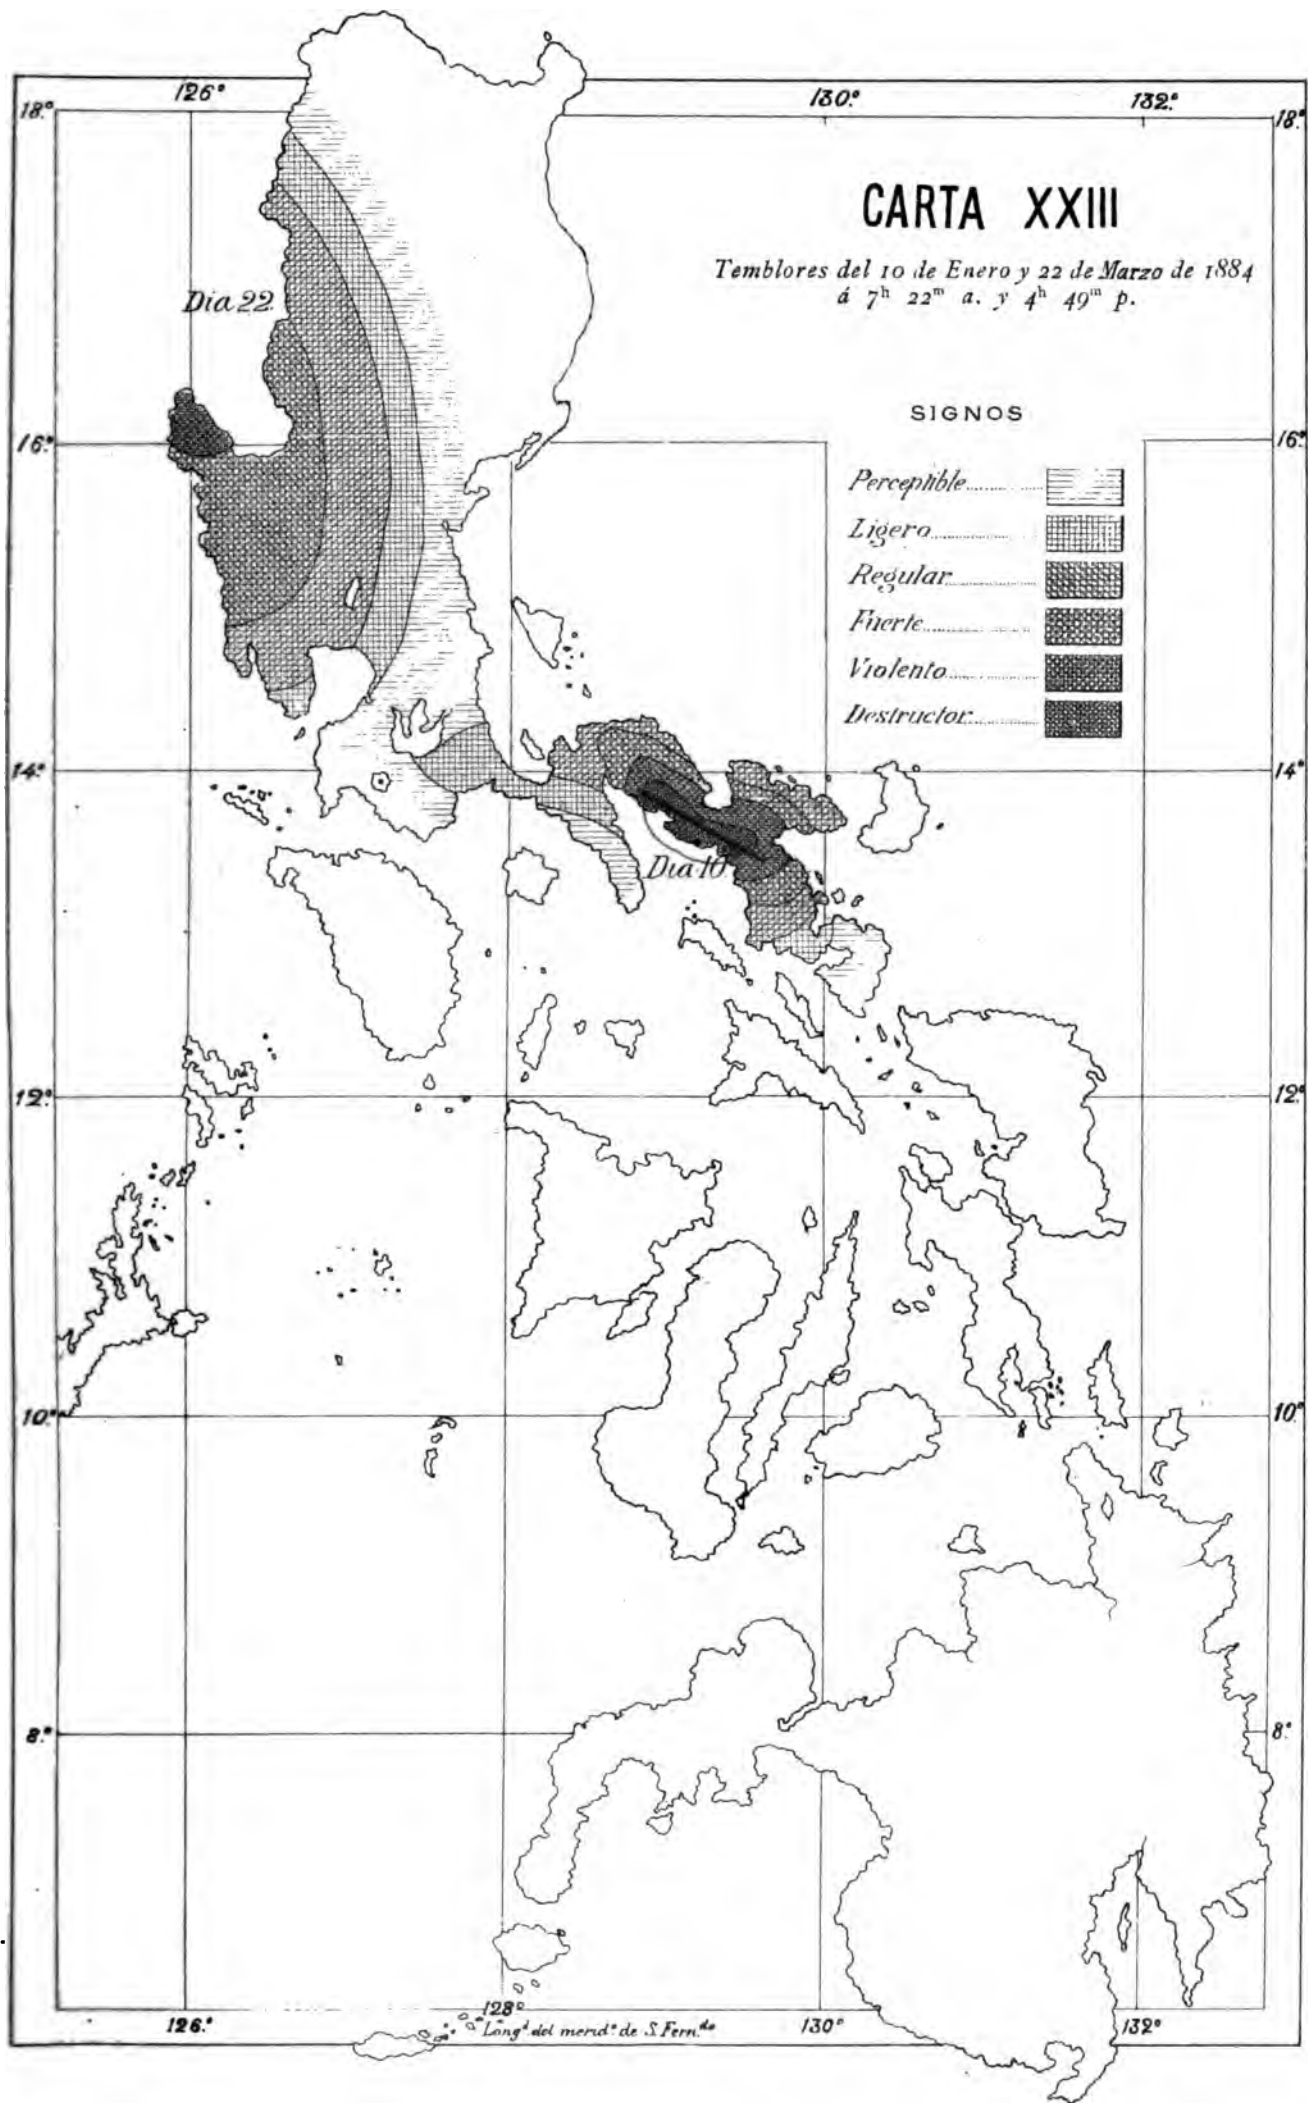 126.° 130.° 132.°
18.° 18.°
CARTA XXIII
Temblores del 10 de Enero y 22 de Marzo de 1884
á 7ʰ 22ᵐ a. y 4ʰ 49ᵐ p.
Dia 22
SIGNOS
16.° 16.°
Perceptible
Ligero
Regular
Fuerte
Violento
Destructor
14.° 14.°
Dia 10
12.° 12.°
10.° 10.°
8.° 8.°
126.° 128.° 130.° 132.°
Longᵈ del merid.° de S. Fern.ᵈᵒ